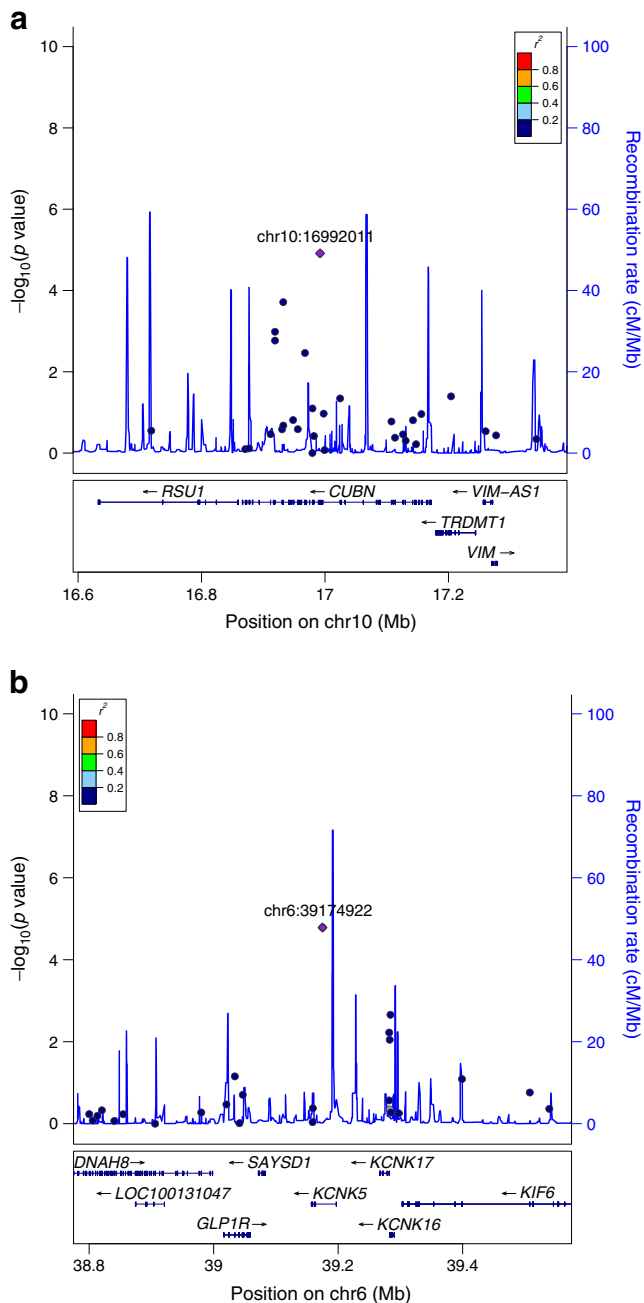 a
r²
0.8
0.6
0.4
0.2
10
8
6
4
2
0
100
80
60
40
20
0
–log10(p value)
Recombination rate (cM/Mb)
chr10:16992011
← RSU1
← CUBN
← VIM–AS1
← TRDMT1
VIM →
16.6 16.8 17 17.2
Position on chr10 (Mb)
b
r²
0.8
0.6
0.4
0.2
10
8
6
4
2
0
100
80
60
40
20
0
–log10(p value)
Recombination rate (cM/Mb)
chr6:39174922
DNAH8 →
← SAYSD1
← KCNK17
← LOC100131047
← KCNK5
← KIF6
GLP1R →
← KCNK16
38.8 39 39.2 39.4
Position on chr6 (Mb)